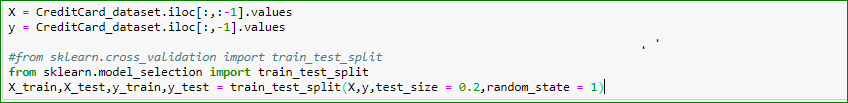 X = CreditCard_dataset.iloc[:,:-1].values
y = CreditCard_dataset.iloc[:,-1].values
#from sklearn.cross_validation import train_test_split
from sklearn.model_selection import train_test_split
X_train,X_test,y_train,y_test = train_test_split(X,y,test_size = 0.2,random_state = 1)